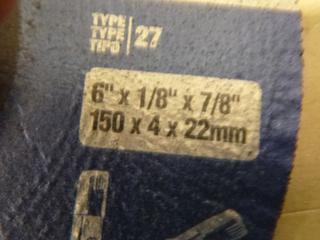 TYPE
TYPE | 27
TIPO
6" x 1/8" x 7/8"
150 x 4 x 22mm